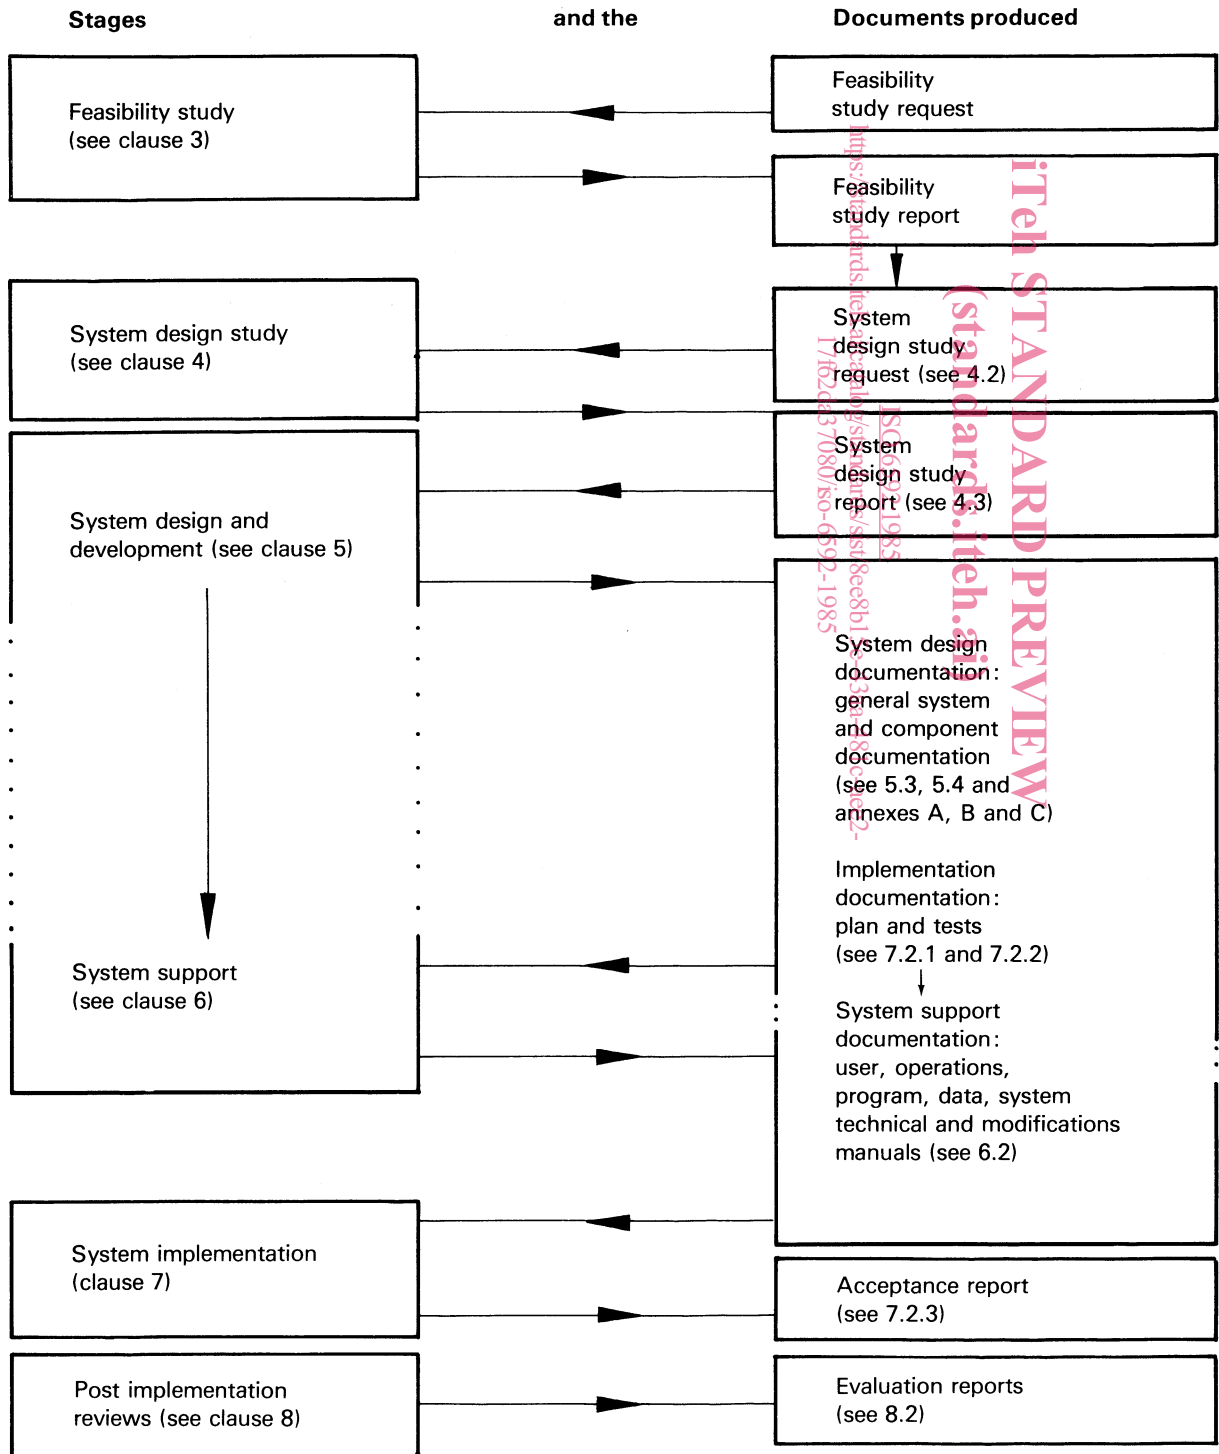 Stages and the Documents produced
Feasibility study
(see clause 3)
Feasibility
study request
Feasibility
study report
System design study
(see clause 4)
System
design study
request (see 4.2)
System
design study
report (see 4.3)
System design and
development (see clause 5)
System design
documentation:
general system
and component
documentation
(see 5.3, 5.4 and
annexes A, B and C)
Implementation
documentation:
plan and tests
(see 7.2.1 and 7.2.2)
System support
(see clause 6)
System support
documentation:
user, operations,
program, data, system
technical and modifications
manuals (see 6.2)
System implementation
(clause 7)
Acceptance report
(see 7.2.3)
Post implementation
reviews (see clause 8)
Evaluation reports
(see 8.2)
iTeh STANDARD PREVIEW
(standards.iteh.ai)
ISO 6592:1985
17f62da37080/iso-6592-1985